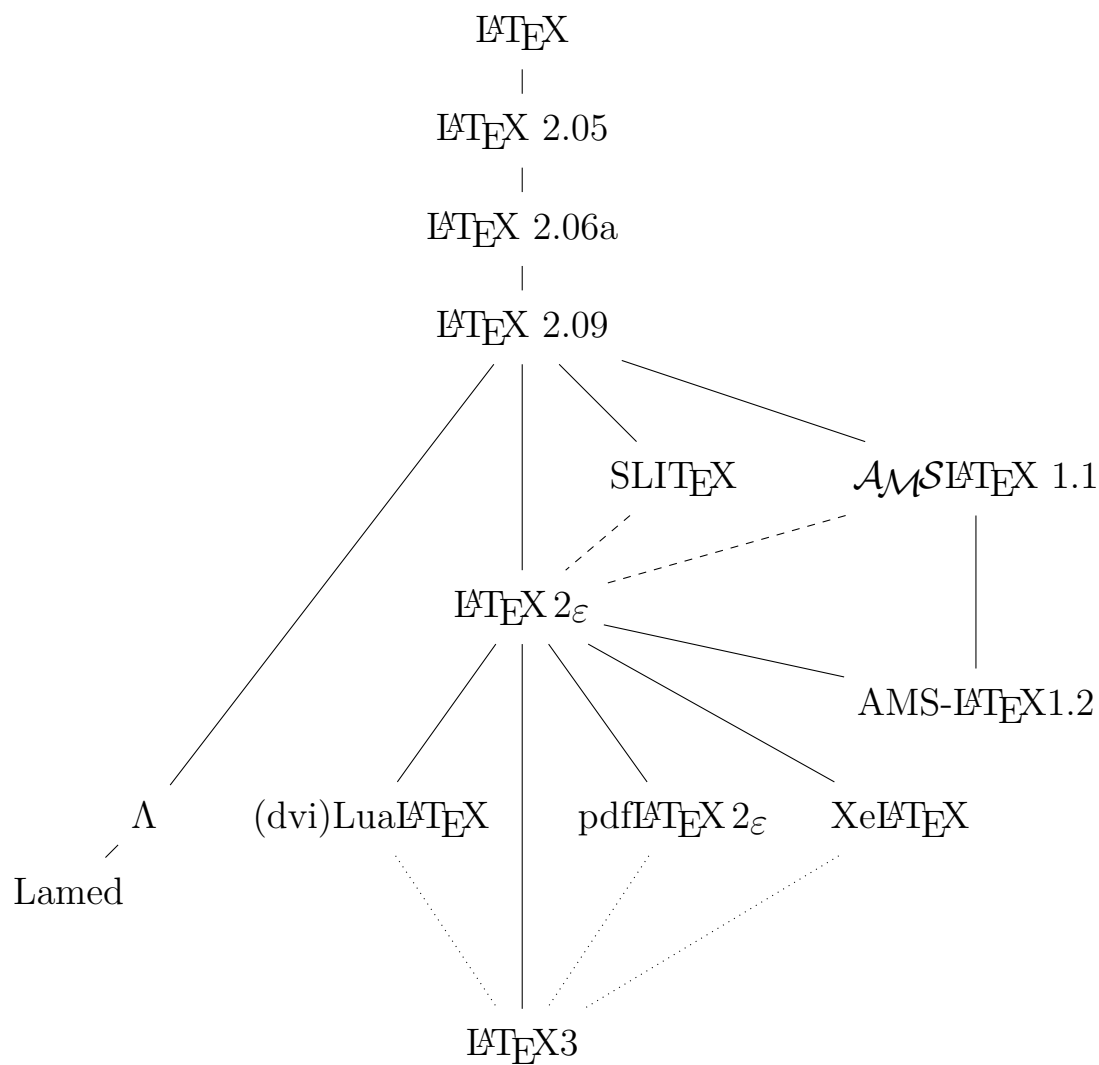 LATEX
LATEX 2.05
LATEX 2.06a
LATEX 2.09
SLITEX
AMSLATEX 1.1
LATEX 2ε
AMS-LATEX1.2
Λ
(dvi)LuaLATEX
pdfLATEX 2ε
XeLATEX
Lamed
LATEX3